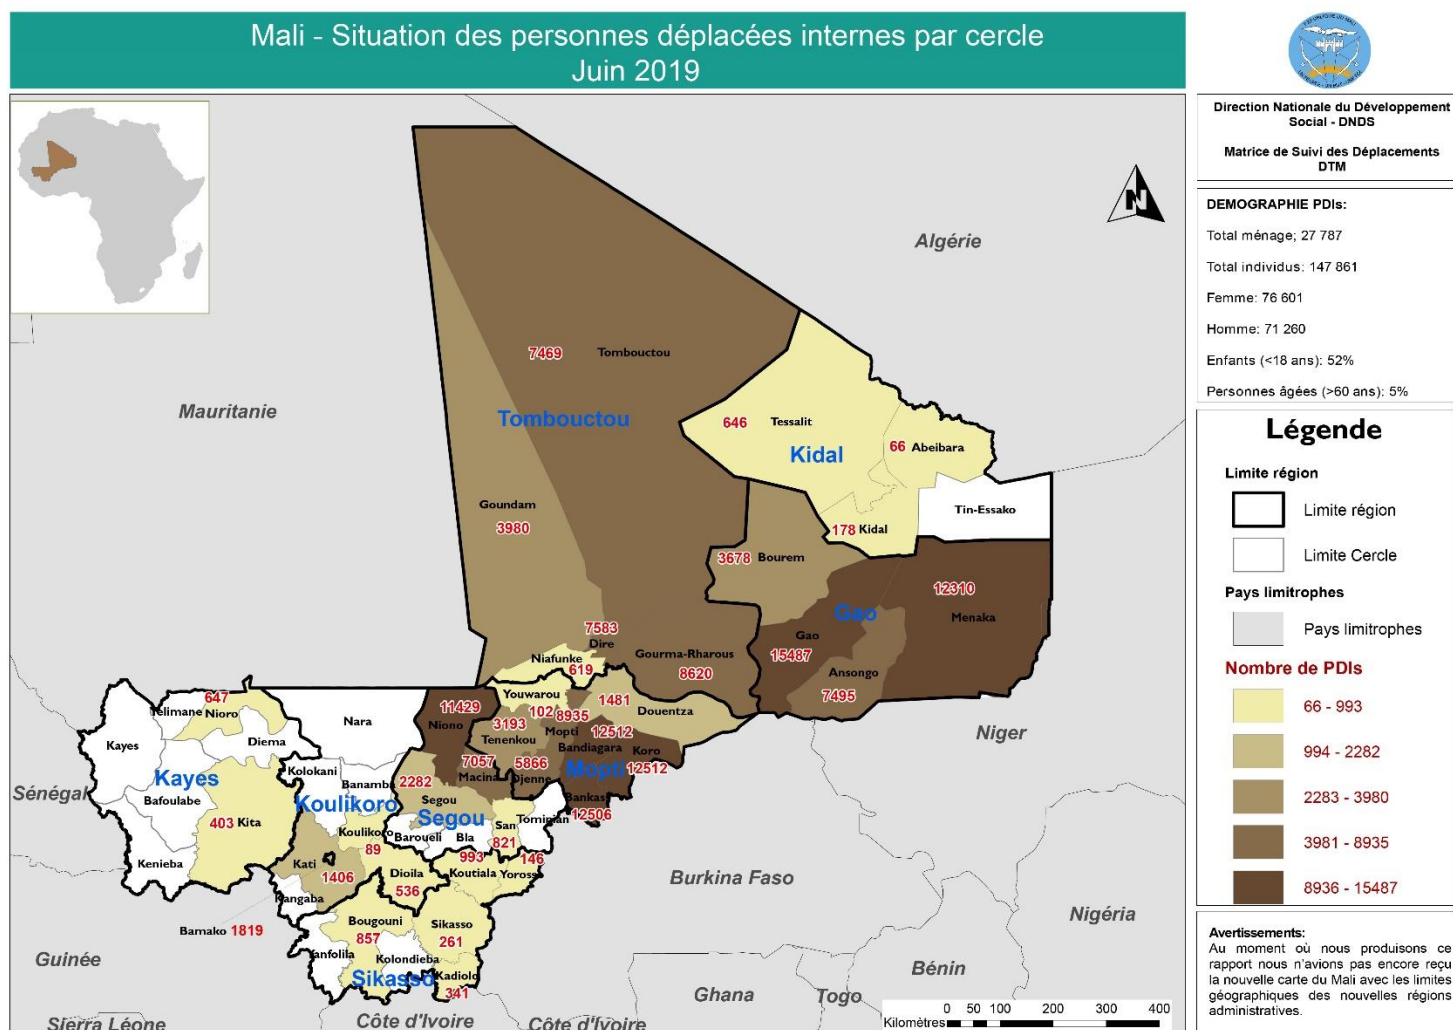 Mali - Situation des personnes déplacées internes par cercle
Juin 2019
Direction Nationale du Développement
Social - DNDS
Matrice de Suivi des Déplacements
DTM
DEMOGRAPHIE PDIs:
Total ménage; 27 787
Total individus: 147 861
Femme: 76 601
Homme: 71 260
Enfants (<18 ans): 52%
Personnes âgées (>60 ans): 5%
Légende
Limite région
Limite région
Limite Cercle
Pays limitrophes
Pays limitrophes
Nombre de PDIs
66 - 993
994 - 2282
2283 - 3980
3981 - 8935
8936 - 15487
Avertissements:
Au moment où nous produisons ce
rapport nous n'avions pas encore reçu
la nouvelle carte du Mali avec les limites
géographiques des nouvelles régions
administratives.
N
Algérie
Mauritanie
7469 Tombouctou
Tombouctou
646 Tessalit
66 Abeibara
Kidal
Goundam
3980
Tin-Essako
178 Kidal
3678 Bourem
12310
Menaka
Gao
Gao
15487
Ansongo
7495
7583
Dire
Niafunke
619
Gourma-Rharous
8620
Youwarou
102
1481
Douentza
647
Telimane
Nioro
Nara
11429
Niono
3193
Tenenkou
8935
Mopti
12512
Bandiagara
Koro
12512
Niger
Kayes
Diema
Kayes
Kolokani
Banamba
7057
Macina
5866
Djenne
Mopti
Sénégal
Bafoulabe
Koulikoro
2282
Segou
Segou
Bankas
12506
403 Kita
Koulikoro
89
Baroueli
Bla
San
821
Tominian
Kenieba
Kati
1406
Dioila
536
993
Koutiala
146
Yoross
Kangaba
Burkina Faso
Bamako 1819
Bougouni
857
Sikasso
261
Nigéria
Yanfolila
Kolondieba
Guinée
Sikasso
Kadiolo
341
Bénin
Ghana
Togo
Sierra Léone
Côte d'Ivoire
Côte d'Ivoire
0 50 100 200 300 400
Kilomètres